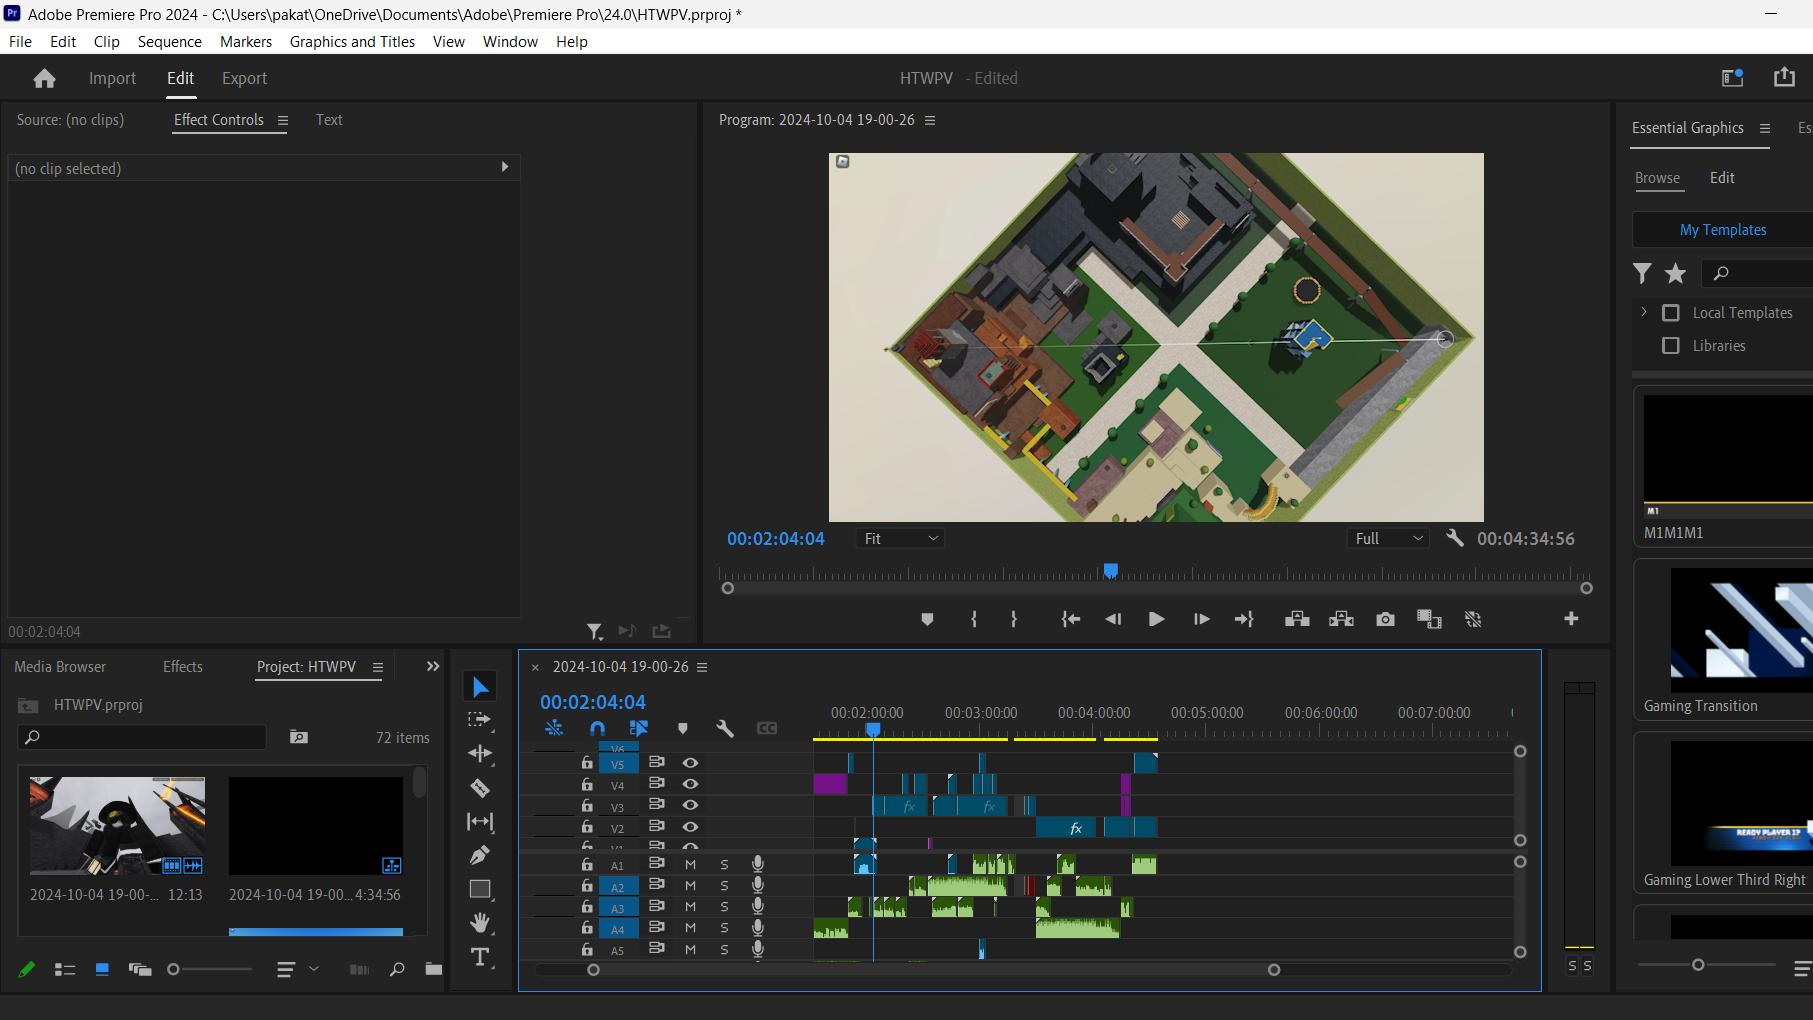 Pr Adobe Premiere Pro 2024 - C:\Users\pakat\OneDrive\Documents\Adobe\Premiere Pro\24.0\HTWPV.prproj *
File Edit Clip Sequence Markers Graphics and Titles View Window Help
Import Edit Export
HTWPV - Edited
Source: (no clips) Effect Controls Text
(no clip selected)
00:02:04:04
Program: 2024-10-04 19-00-26
00:02:04:04 Fit Full 00:04:34:56
Essential Graphics Es
Browse Edit
My Templates
Local Templates
Libraries
M1
M1M1M1
Gaming Transition
READY PLAYER 1?
Gaming Lower Third Right
Media Browser Effects Project: HTWPV
HTWPV.prproj
72 items
2024-10-04 19-00-... 12:13
2024-10-04 19-00... 4:34:56
× 2024-10-04 19-00-26
00:02:04:04
00:02:00:00 00:03:00:00 00:04:00:00 00:05:00:00 00:06:00:00 00:07:00:00
CC
V6
V5
V4
V3 fx fx
V2 fx
V1
A1 M S
A2 M S
A3 M S
A4 M S
A5 M S
S S